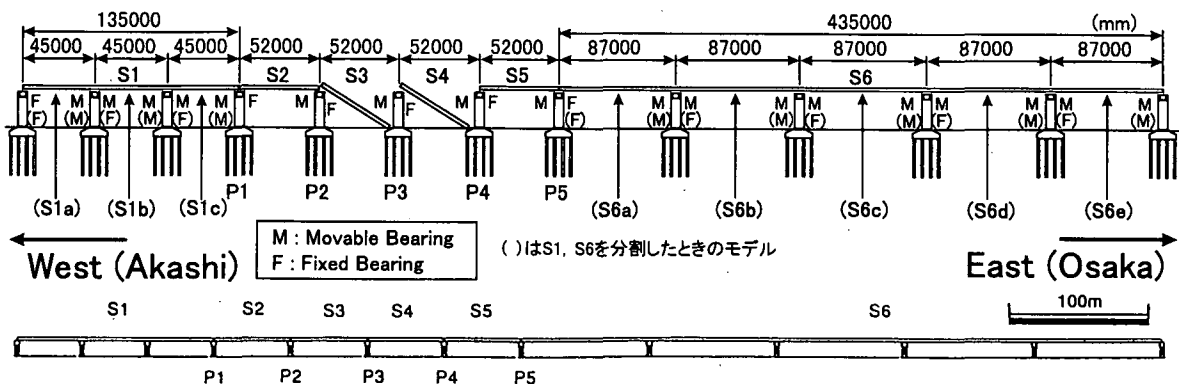 135000 435000 (mm)
45000 45000 45000 52000 52000 52000 52000 87000 87000 87000 87000 87000
S1 S2 S3 S4 S5 S6
F M M M F M F M F M F M F M M M M M
(F) (M) (F) (M) (F) (M) (F) (M) (F) (M) (F) (M) (F) (M) (F) (M)
P1 P2 P3 P4 P5
(S1a) (S1b) (S1c) (S6a) (S6b) (S6c) (S6d) (S6e)
M : Movable Bearing
F : Fixed Bearing
( )はS1, S6を分割したときのモデル
West (Akashi) East (Osaka)
S1 S2 S3 S4 S5 S6
100m
P1 P2 P3 P4 P5